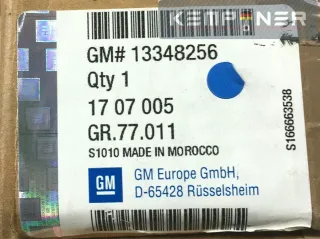 KETPONER
GM# 13348256
Qty 1
17 07 005
GR.77.011
S1010 MADE IN MOROCCO
GM
GM Europe GmbH,
D-65428 Rüsselsheim
S166663538